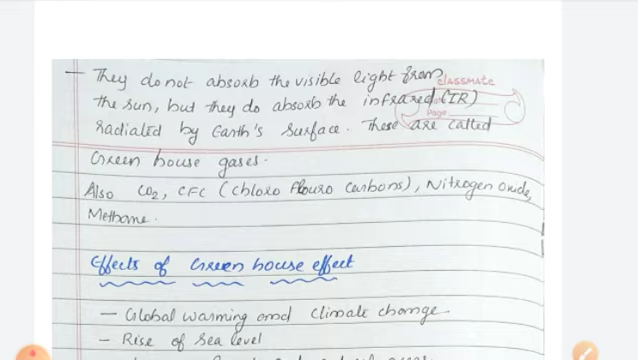 — They do not absorb the visible light from
classmate
the sun, but they do absorb the infrared (IR)
Page
radiated by Earth's surface. These are called
Green house gases.
Also CO2, CFC (Chloro Flouro Carbons), Nitrogen Oxide,
Methane.
Effects of Green house effect
— Global warming and climate change.
— Rise of Sea level